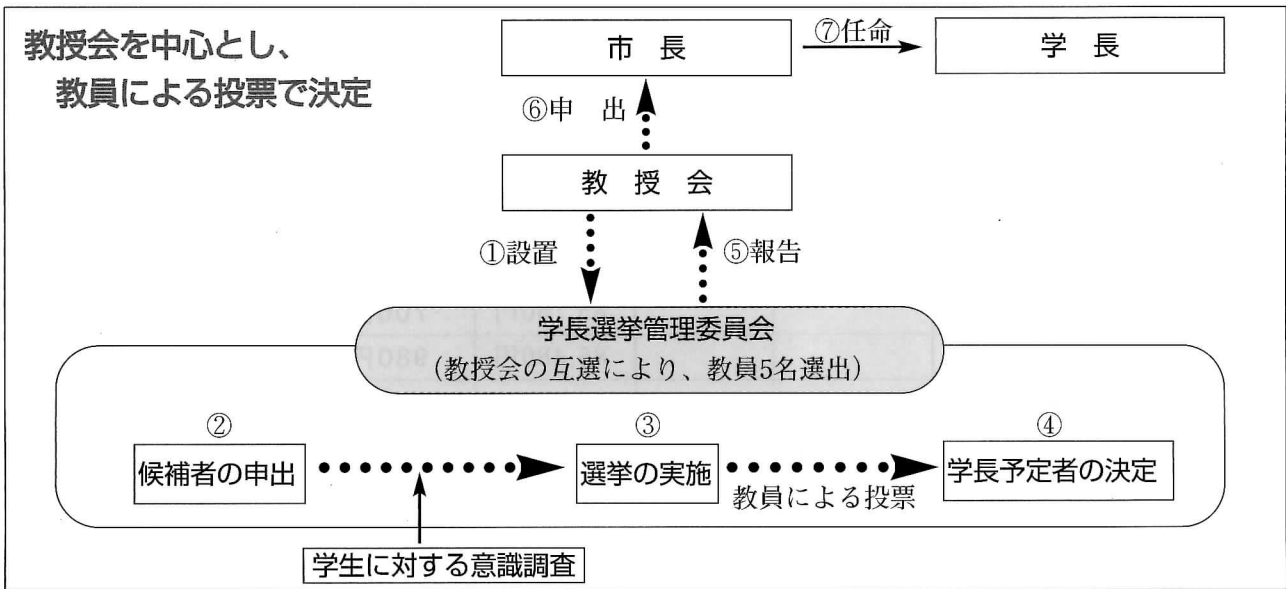 教授会を中心とし、
教員による投票で決定
市長
⑦任命
学長
⑥申出
教授会
①設置
⑤報告
学長選挙管理委員会
(教授会の互選により、教員5名選出)
②
③
④
候補者の申出
選挙の実施
教員による投票
学長予定者の決定
学生に対する意識調査